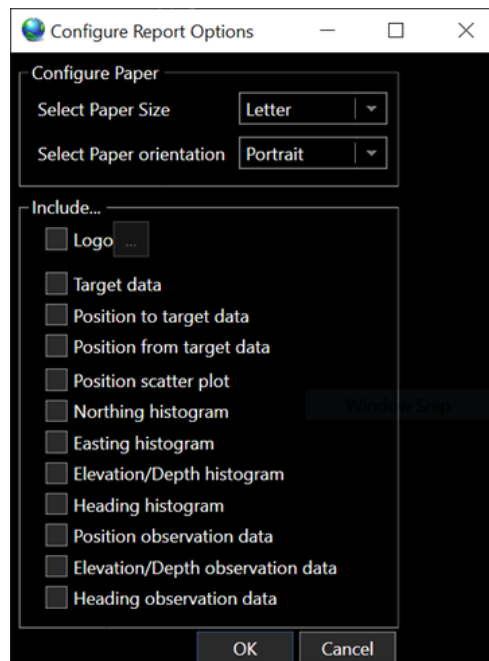 Configure Report Options
Configure Paper
Select Paper Size Letter
Select Paper orientation Portrait
Include...
Logo ...
Target data
Position to target data
Position from target data
Position scatter plot
Window Snip
Northing histogram
Easting histogram
Elevation/Depth histogram
Heading histogram
Position observation data
Elevation/Depth observation data
Heading observation data
OK Cancel